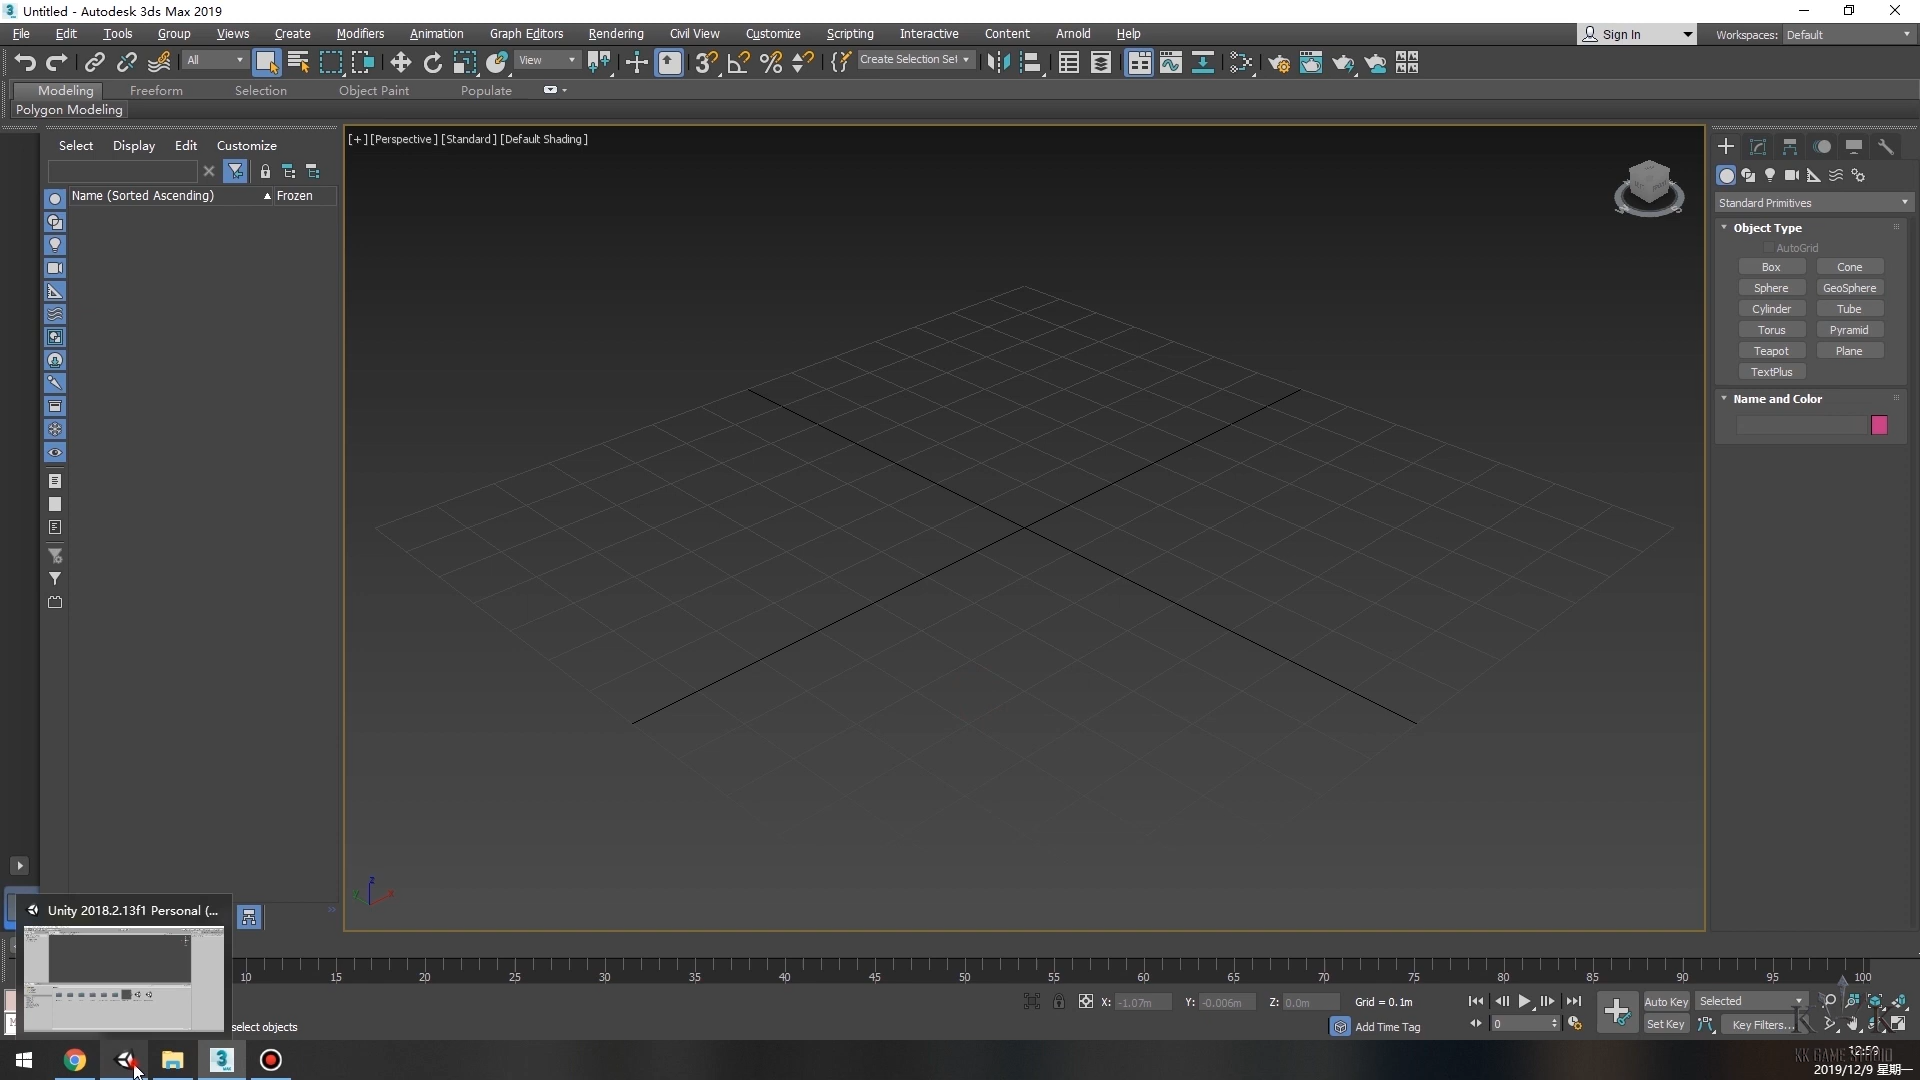 Untitled - Autodesk 3ds Max 2019
File Edit Tools Group Views Create Modifiers Animation Graph Editors Rendering Civil View Customize Scripting Interactive Content Arnold Help
Sign In Workspaces: Default
All View Create Selection Set
Modeling Freeform Selection Object Paint Populate
Polygon Modeling
Select Display Edit Customize
Name (Sorted Ascending) Frozen
[+] [Perspective] [Standard] [Default Shading]
Standard Primitives
Object Type
AutoGrid
Box Cone
Sphere GeoSphere
Cylinder Tube
Torus Pyramid
Teapot Plane
TextPlus
Name and Color
z
x
y
Unity 2018.2.13f1 Personal (...
10 15 20 25 30 35 40 45 50 55 60 65 70 75 80 85 90 95 100
X: -1.07m Y: -0.006m Z: 0.0m Grid = 0.1m
Auto Key Selected
select objects
Add Time Tag
0
Set Key Key Filters...
12:59
KK GAME STUDIO
2019/12/9 星期一